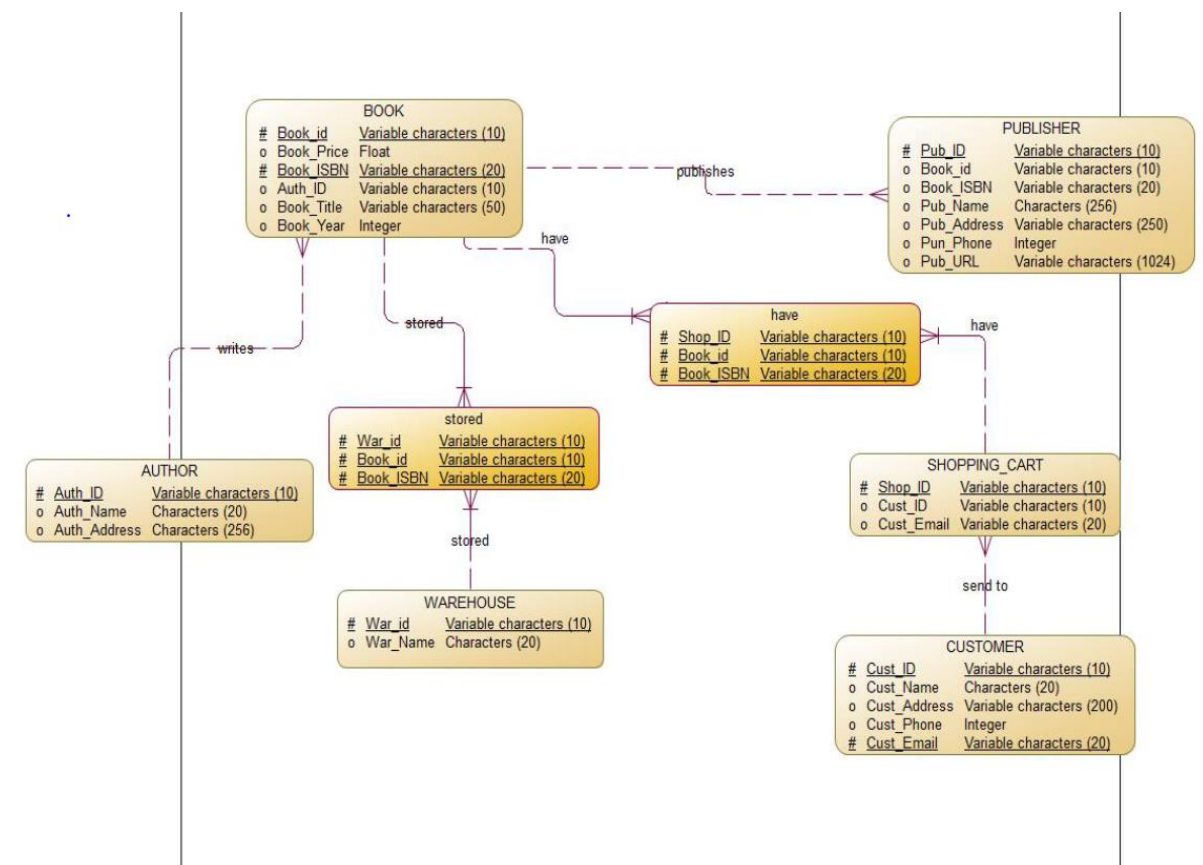 BOOK
# Book_id Variable characters (10)
o Book_Price Float
# Book_ISBN Variable characters (20)
o Auth_ID Variable characters (10)
o Book_Title Variable characters (50)
o Book_Year Integer
publishes
PUBLISHER
# Pub_ID Variable characters (10)
o Book_id Variable characters (10)
o Book_ISBN Variable characters (20)
o Pub_Name Characters (256)
o Pub_Address Variable characters (250)
o Pun_Phone Integer
o Pub_URL Variable characters (1024)
have
have
# Shop_ID Variable characters (10)
# Book_id Variable characters (10)
# Book_ISBN Variable characters (20)
have
stored
writes
stored
# War_id Variable characters (10)
# Book_id Variable characters (10)
# Book_ISBN Variable characters (20)
AUTHOR
# Auth_ID Variable characters (10)
o Auth_Name Characters (20)
o Auth_Address Characters (256)
SHOPPING_CART
# Shop_ID Variable characters (10)
o Cust_ID Variable characters (10)
o Cust_Email Variable characters (20)
stored
send to
WAREHOUSE
# War_id Variable characters (10)
o War_Name Characters (20)
CUSTOMER
# Cust_ID Variable characters (10)
o Cust_Name Characters (20)
o Cust_Address Variable characters (200)
o Cust_Phone Integer
# Cust_Email Variable characters (20)